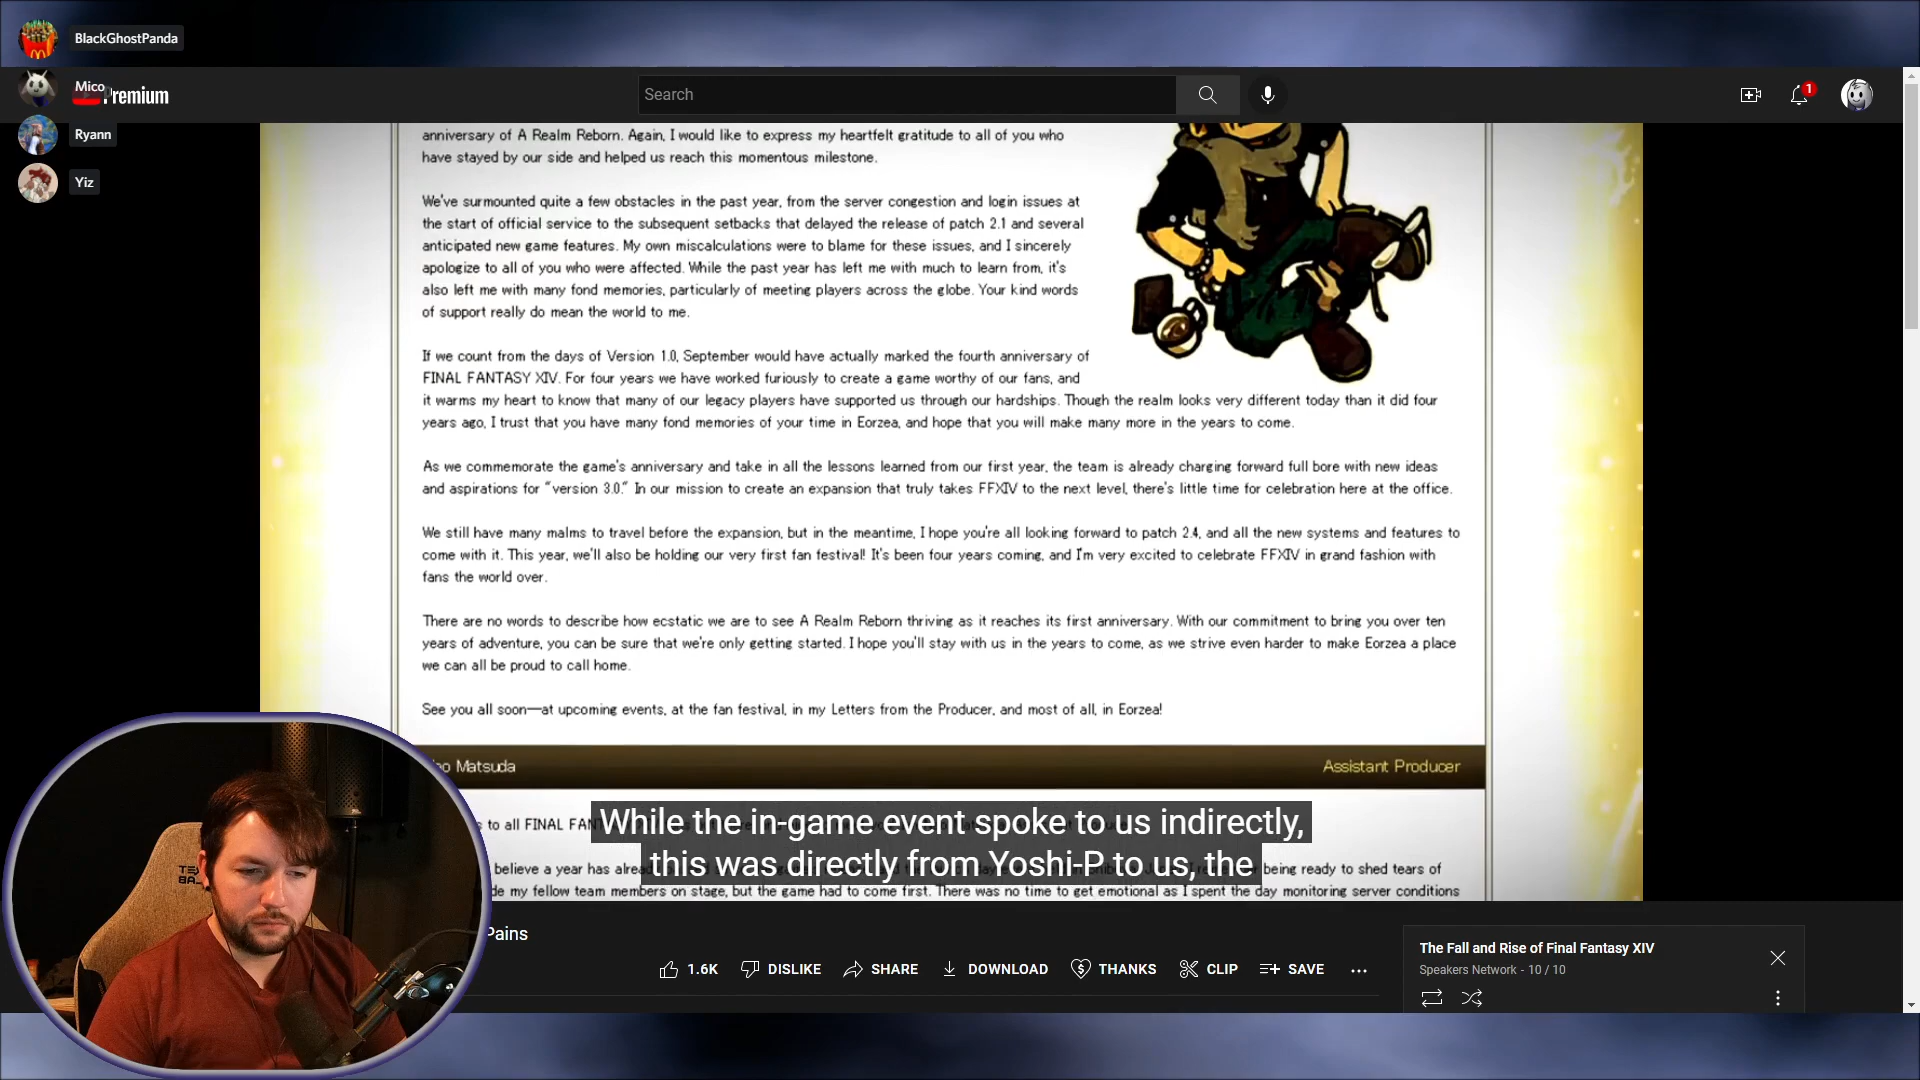 BlackGhostPanda
Mico
Premium
Search
1
Ryann
Yiz
anniversary of A Realm Reborn. Again, I would like to express my heartfelt gratitude to all of you who
have stayed by our side and helped us reach this momentous milestone.
We've surmounted quite a few obstacles in the past year, from the server congestion and login issues at
the start of official service to the subsequent setbacks that delayed the release of patch 2.1 and several
anticipated new game features. My own miscalculations were to blame for these issues, and I sincerely
apologize to all of you who were affected. While the past year has left me with much to learn from, it's
also left me with many fond memories, particularly of meeting players across the globe. Your kind words
of support really do mean the world to me.
If we count from the days of Version 1.0, September would have actually marked the fourth anniversary of
FINAL FANTASY XIV. For four years we have worked furiously to create a game worthy of our fans, and
it warms my heart to know that many of our legacy players have supported us through our hardships. Though the realm looks very different today than it did four
years ago, I trust that you have many fond memories of your time in Eorzea, and hope that you will make many more in the years to come.
As we commemorate the game's anniversary and take in all the lessons learned from our first year, the team is already charging forward full bore with new ideas
and aspirations for "version 3.0." In our mission to create an expansion that truly takes FFXIV to the next level, there's little time for celebration here at the office.
We still have many malms to travel before the expansion, but in the meantime, I hope you're all looking forward to patch 2.4, and all the new systems and features to
come with it. This year, we'll also be holding our very first fan festival! It's been four years coming, and I'm very excited to celebrate FFXIV in grand fashion with
fans the world over.
There are no words to describe how ecstatic we are to see A Realm Reborn thriving as it reaches its first anniversary. With our commitment to bring you over ten
years of adventure, you can be sure that we're only getting started. I hope you'll stay with us in the years to come, as we strive even harder to make Eorzea a place
we can all be proud to call home.
See you all soon—at upcoming events, at the fan festival, in my Letters from the Producer, and most of all, in Eorzea!
Matsuda Assistant Producer
to all FINAL
While the in-game event spoke to us indirectly,
this was directly from Yoshi-P to us, the
believe a year has being ready to shed tears of
my fellow team members on stage, but the game had to come first. There was no time to get emotional as I spent the day monitoring server conditions
Pains
1.6K DISLIKE SHARE DOWNLOAD THANKS CLIP SAVE
The Fall and Rise of Final Fantasy XIV
Speakers Network - 10 / 10